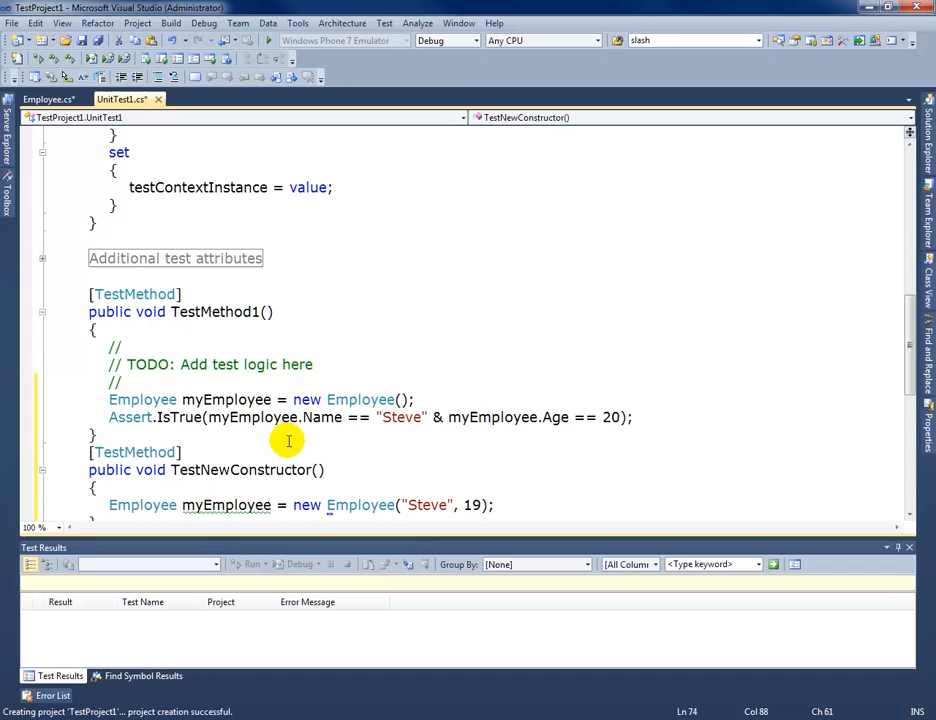 TestProject1 - Microsoft Visual Studio (Administrator)
File Edit View Refactor Project Build Debug Team Data Tools Architecture Test Analyze Window Help
Windows Phone 7 Emulator Debug Any CPU slash
Employee.cs* UnitTest1.cs*
TestProject1.UnitTest1 TestNewConstructor()
}
set
{
testContextInstance = value;
}
}
Additional test attributes
[TestMethod]
public void TestMethod1()
{
//
// TODO: Add test logic here
//
Employee myEmployee = new Employee();
Assert.IsTrue(myEmployee.Name == "Steve" & myEmployee.Age == 20);
}
[TestMethod]
public void TestNewConstructor()
{
Employee myEmployee = new Employee("Steve", 19);
}
100 %
Server Explorer
Toolbox
Solution Explorer
Team Explorer
Class View
Find and Replace
Properties
Test Results
Run Debug Group By: [None] [All Colum <Type keyword>
Result Test Name Project Error Message
Test Results Find Symbol Results
Error List
Creating project 'TestProject1'... project creation successful. Ln 74 Col 88 Ch 61 INS